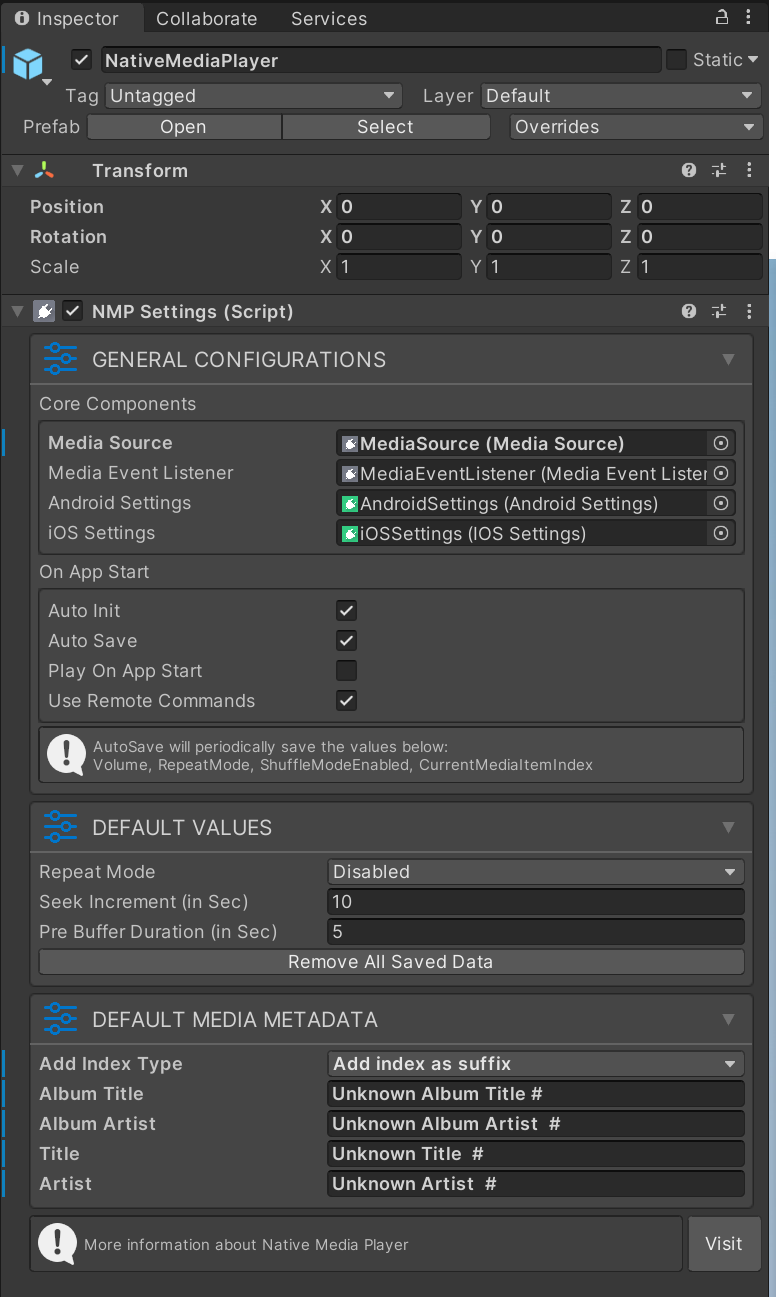 Inspector Collaborate Services
NativeMediaPlayer Static
Tag Untagged Layer Default
Prefab Open Select Overrides
Transform
Position X 0 Y 0 Z 0
Rotation X 0 Y 0 Z 0
Scale X 1 Y 1 Z 1
NMP Settings (Script)
GENERAL CONFIGURATIONS
Core Components
Media Source MediaSource (Media Source)
Media Event Listener MediaEventListener (Media Event Listener
Android Settings AndroidSettings (Android Settings)
iOS Settings iOSSettings (IOS Settings)
On App Start
Auto Init
Auto Save
Play On App Start
Use Remote Commands
AutoSave will periodically save the values below:
Volume, RepeatMode, ShuffleModeEnabled, CurrentMediaItemIndex
DEFAULT VALUES
Repeat Mode Disabled
Seek Increment (in Sec) 10
Pre Buffer Duration (in Sec) 5
Remove All Saved Data
DEFAULT MEDIA METADATA
Add Index Type Add index as suffix
Album Title Unknown Album Title #
Album Artist Unknown Album Artist #
Title Unknown Title #
Artist Unknown Artist #
More information about Native Media Player Visit